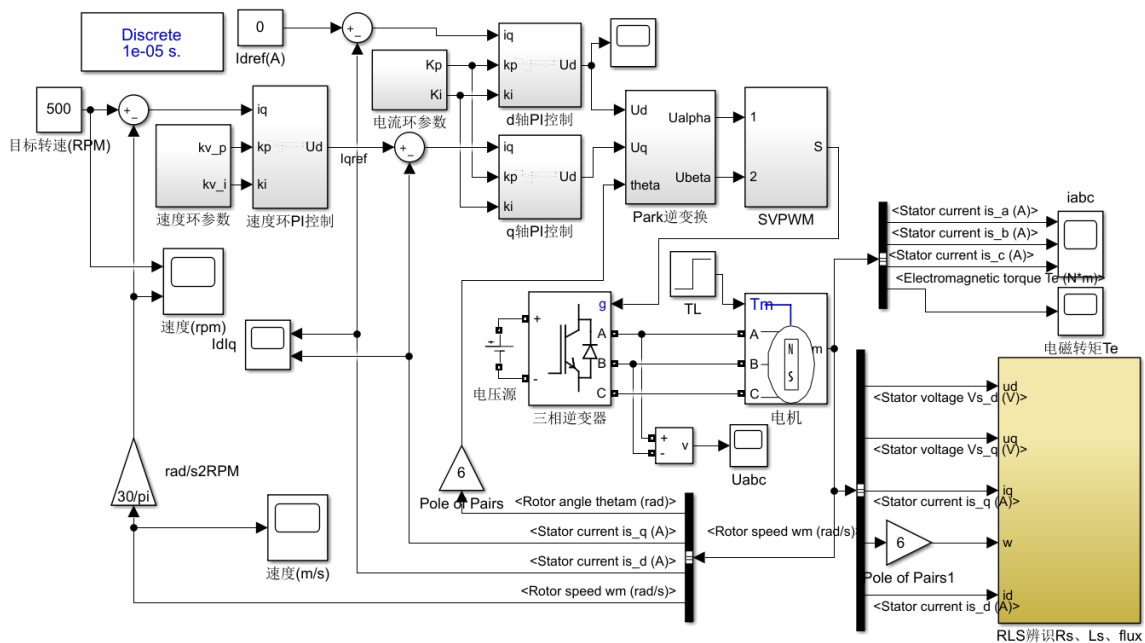 Discrete
1e-05 s.
0
Idref(A)
+
-
500
目标转速(RPM)
+
-
kv_p
kv_i
速度环参数
iq
kp
ki
Ud
速度环PI控制
Iqref
+
-
Kp
Ki
电流环参数
iq
kp
ki
Ud
d轴PI控制
iq
kp
ki
Ud
q轴PI控制
Ud
Uq
theta
Ualpha
Ubeta
Park逆变换
1
2
S
SVPWM
iabc
<Stator current is_a (A)>
<Stator current is_b (A)>
<Stator current is_c (A)>
<Electromagnetic torque Te (N*m)>
电磁转矩Te
速度(rpm)
IdIq
TL
电压源
+
-
g
A
B
C
三相逆变器
Tm
A
B
C
N
S
m
电机
+
-
v
Uabc
30/pi
rad/s2RPM
速度(m/s)
6
Pole of Pairs
<Rotor angle thetam (rad)>
<Stator current is_q (A)>
<Stator current is_d (A)>
<Rotor speed wm (rad/s)>
<Stator voltage Vs_d (V)>
<Stator voltage Vs_q (V)>
<Stator current is_q (A)>
<Rotor speed wm (rad/s)>
6
Pole of Pairs1
<Stator current is_d (A)>
ud
uq
iq
w
id
RLS辨识Rs、Ls、flux